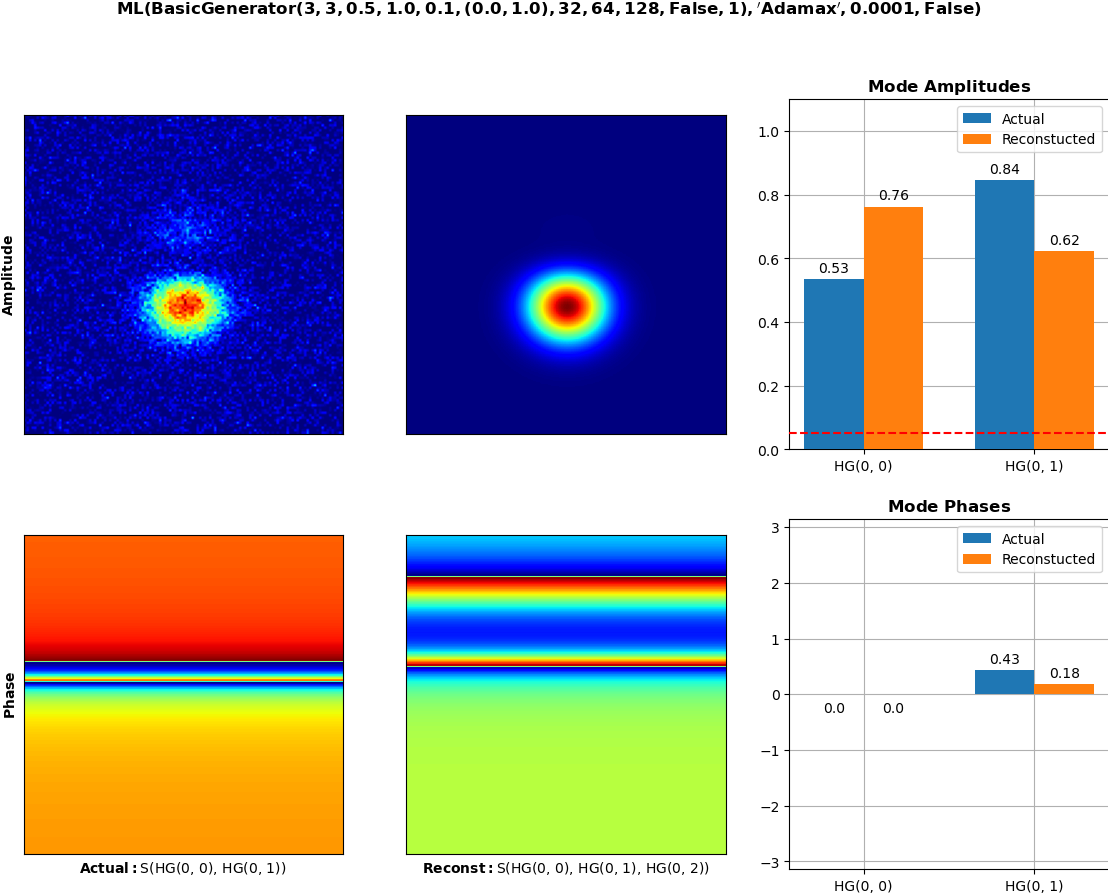 ML(BasicGenerator(3, 3, 0.5, 1.0, 0.1, (0.0, 1.0), 32, 64, 128, False, 1), ′Adamax′, 0.0001, False)
Amplitude
Mode Amplitudes
Actual
Reconstucted
1.0
0.8
0.6
0.4
0.2
0.0
0.53
0.76
0.84
0.62
HG(0, 0)
HG(0, 1)
Phase
Actual: S(HG(0, 0), HG(0, 1))
Reconst: S(HG(0, 0), HG(0, 1), HG(0, 2))
Mode Phases
Actual
Reconstucted
3
2
1
0
−1
−2
−3
0.0
0.0
0.43
0.18
HG(0, 0)
HG(0, 1)